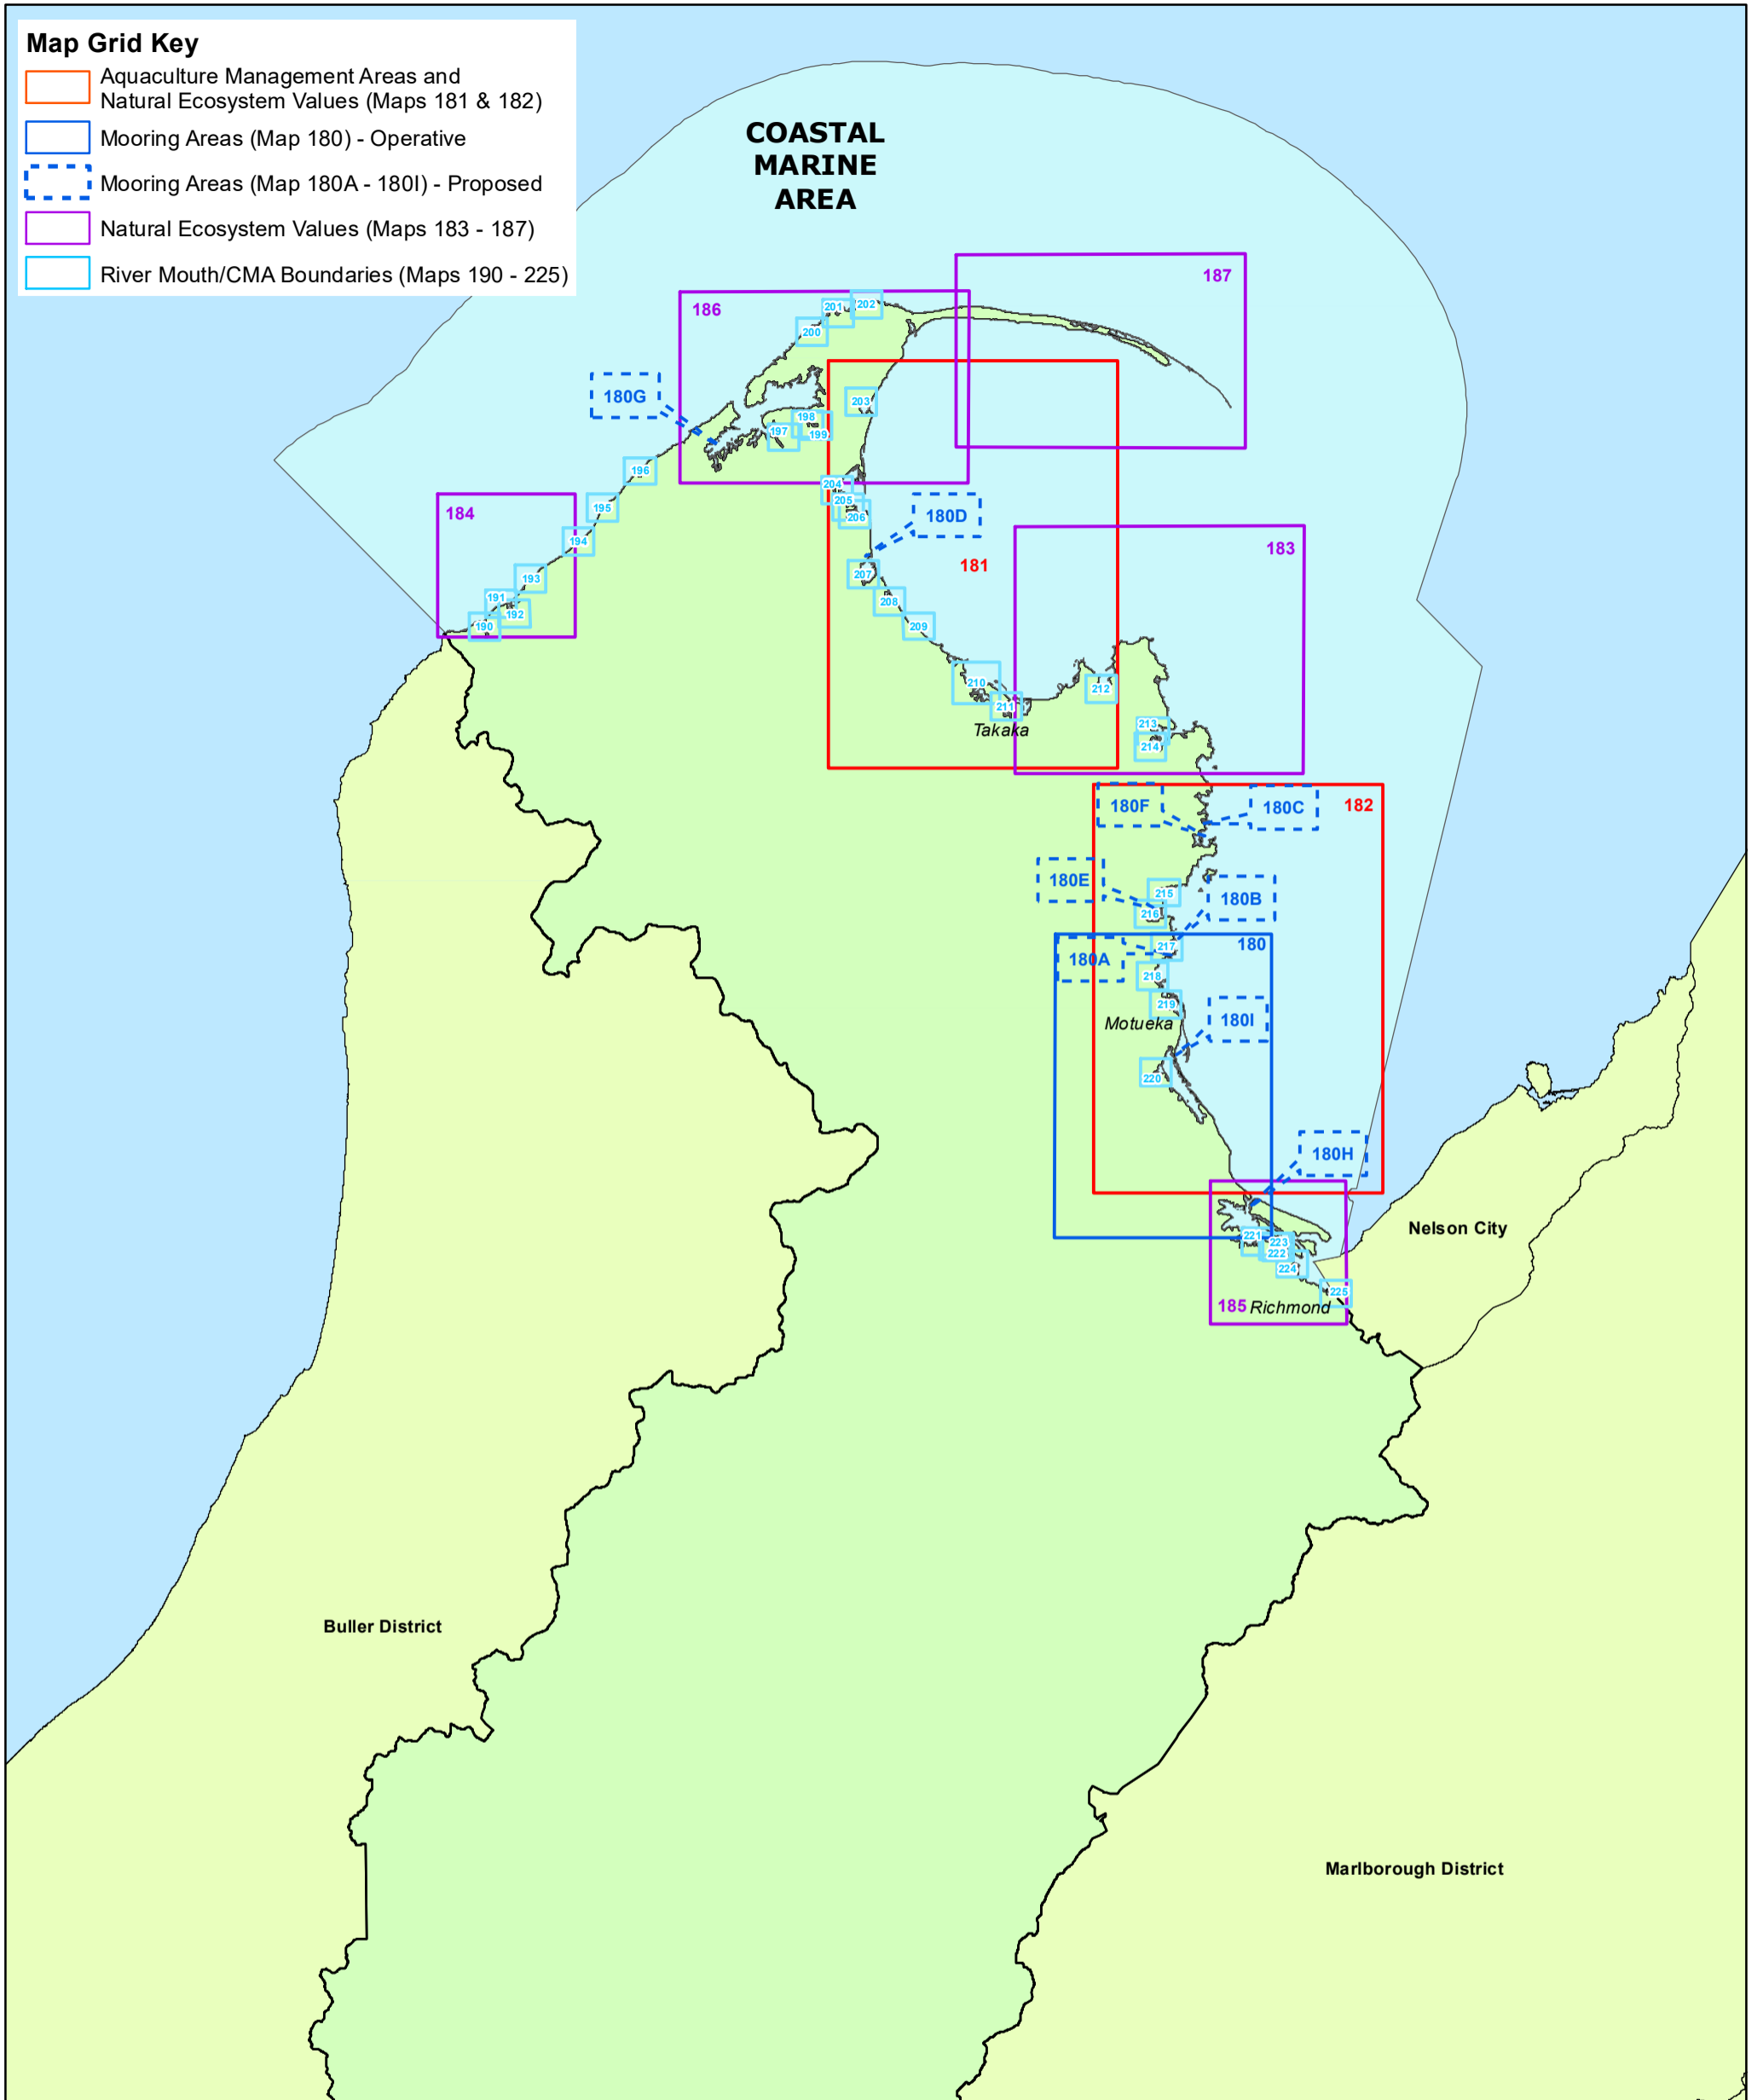 Map Grid Key
Aquaculture Management Areas and
Natural Ecosystem Values (Maps 181 & 182)
Mooring Areas (Map 180) - Operative
Mooring Areas (Map 180A - 180I) - Proposed
Natural Ecosystem Values (Maps 183 - 187)
River Mouth/CMA Boundaries (Maps 190 - 225)
COASTAL
MARINE
AREA
187
186
201
202
200
180G
203
198
197
199
196
204
184
195
205
206
180D
194
183
181
207
193
191
208
192
190
209
210
212
211
Takaka
213
214
180F
180C
182
180E
215
180B
216
180
217
180A
218
219
Motueka
180I
220
180H
Nelson City
221
223
222
224
225
185
Richmond
Buller District
Marlborough District